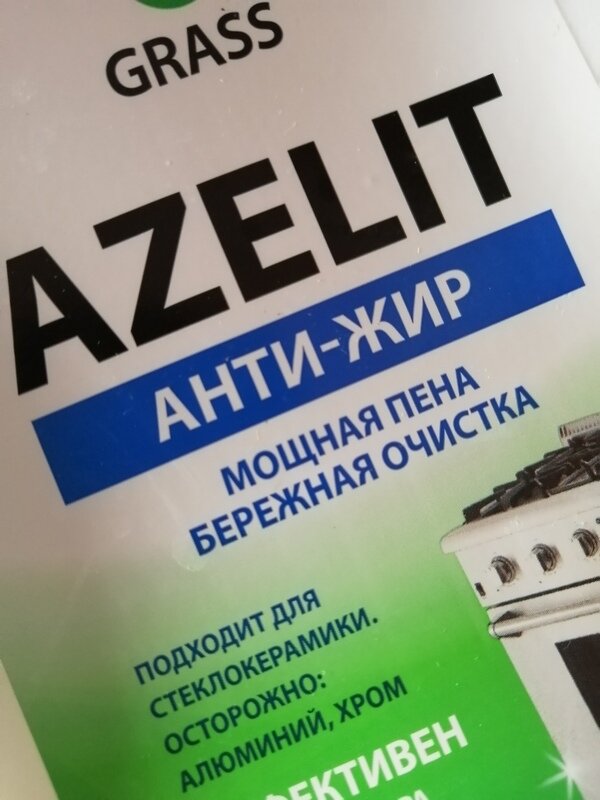 GRASS
AZELIT
АНТИ-ЖИР
МОЩНАЯ ПЕНА
БЕРЕЖНАЯ ОЧИСТКА
ПОДХОДИТ ДЛЯ
СТЕКЛОКЕРАМИКИ.
ОСТОРОЖНО:
АЛЮМИНИЙ, ХРОМ